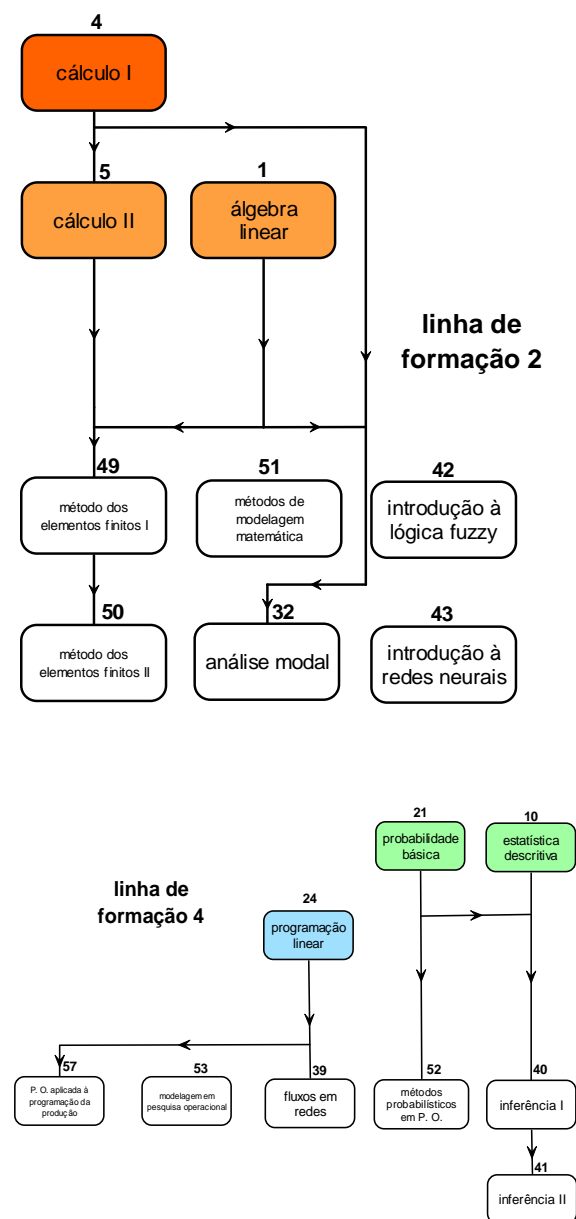 4
cálculo I
5
1
cálculo II
álgebra
linear
linha de
formação 2
49
51
42
método dos
elementos finitos I
métodos de
modelagem
matemática
introdução à
lógica fuzzy
50
32
43
método dos
elementos finitos II
análise modal
introdução à
redes neurais
21
10
probabilidade
básica
estatística
descritiva
linha de
formação 4
24
programação
linear
57
53
39
52
40
P. O. aplicada à
programação da
produção
modelagem em
pesquisa operacional
fluxos em
redes
métodos
probabilísticos
em P. O.
inferência I
41
inferência II